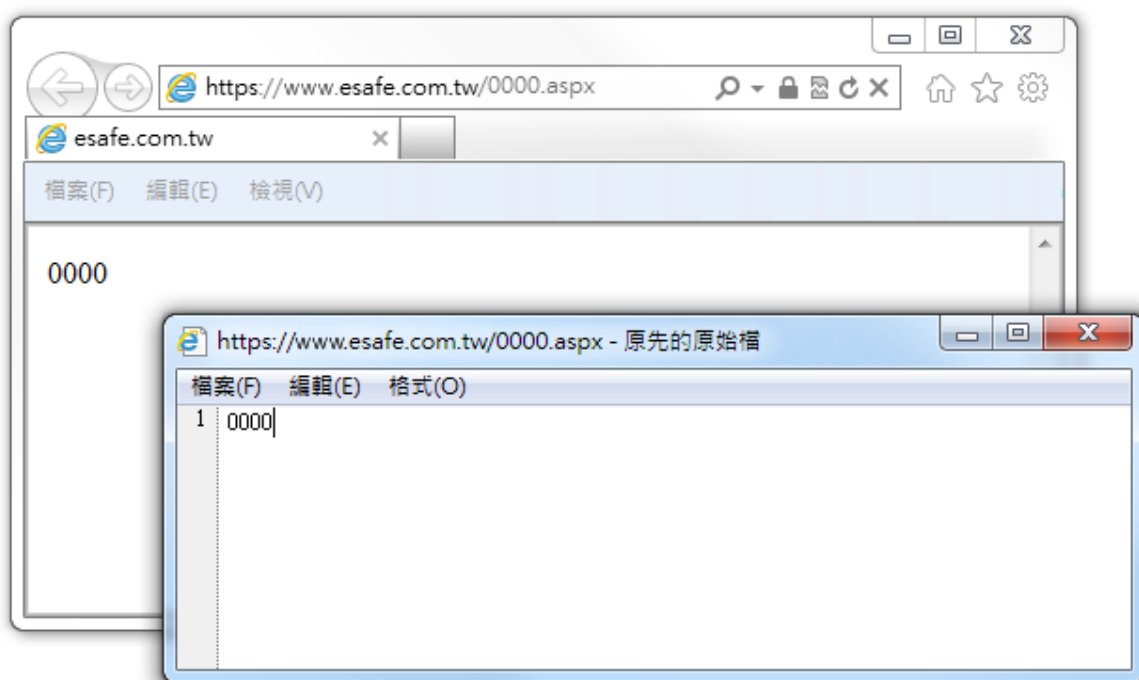 https://www.esafe.com.tw/0000.aspx
esafe.com.tw
檔案(F) 編輯(E) 檢視(V)
0000
https://www.esafe.com.tw/0000.aspx - 原先的原始檔
檔案(F) 編輯(E) 格式(O)
1 0000